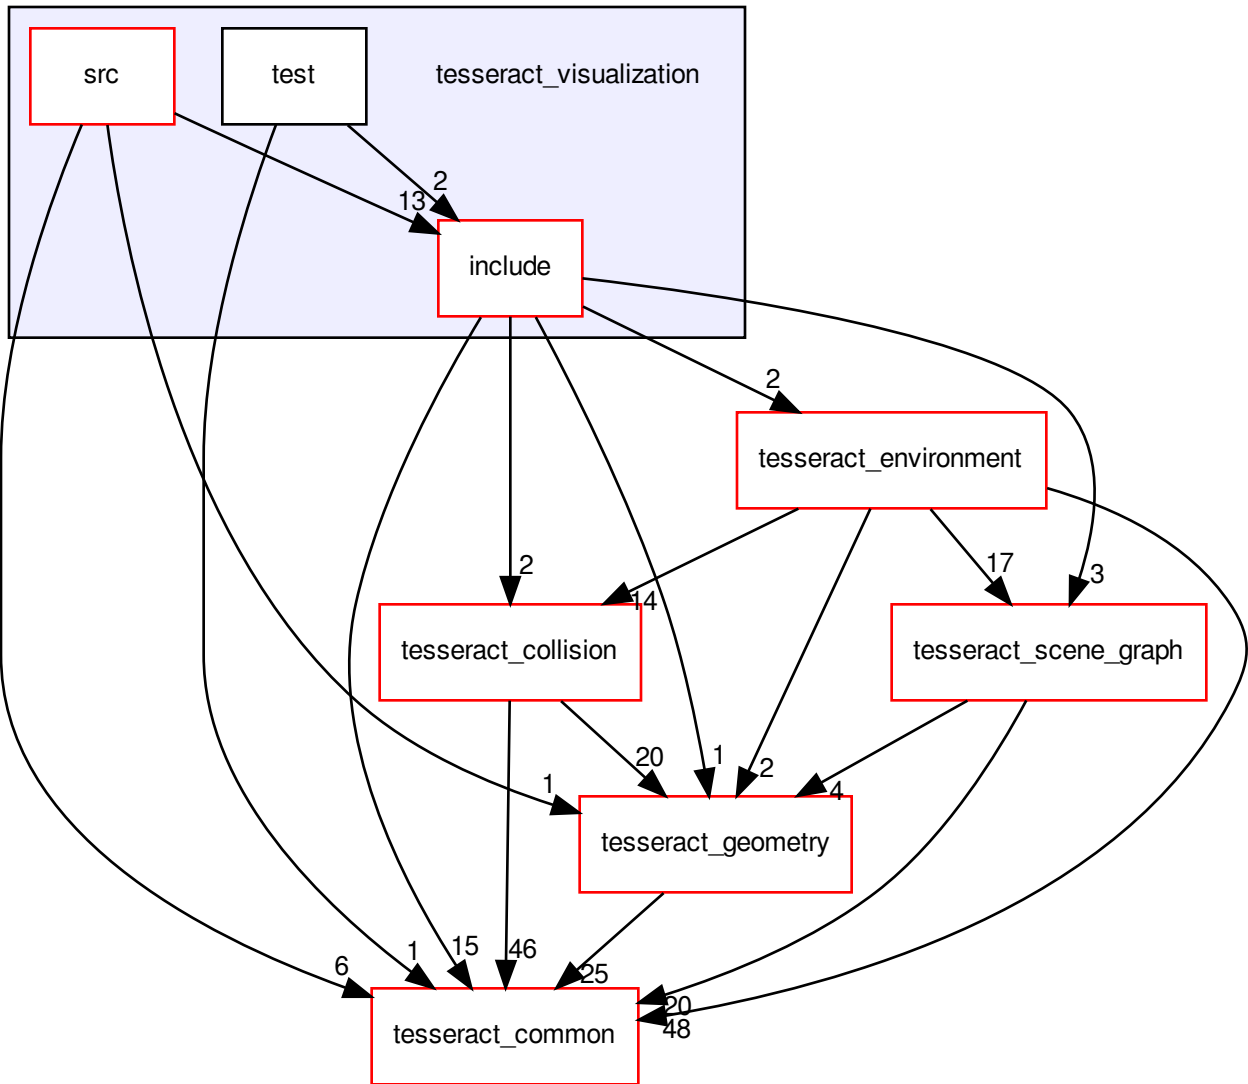 src
test
tesseract_visualization
2
13
include
2
tesseract_environment
2
17
3
14
tesseract_collision
tesseract_scene_graph
20
1
2
1
4
tesseract_geometry
15
46
1
6
25
20
48
tesseract_common